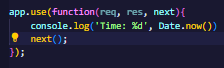 app.use(function(req, res, next){
    console.log('Time: %d', Date.now())
    next();
});